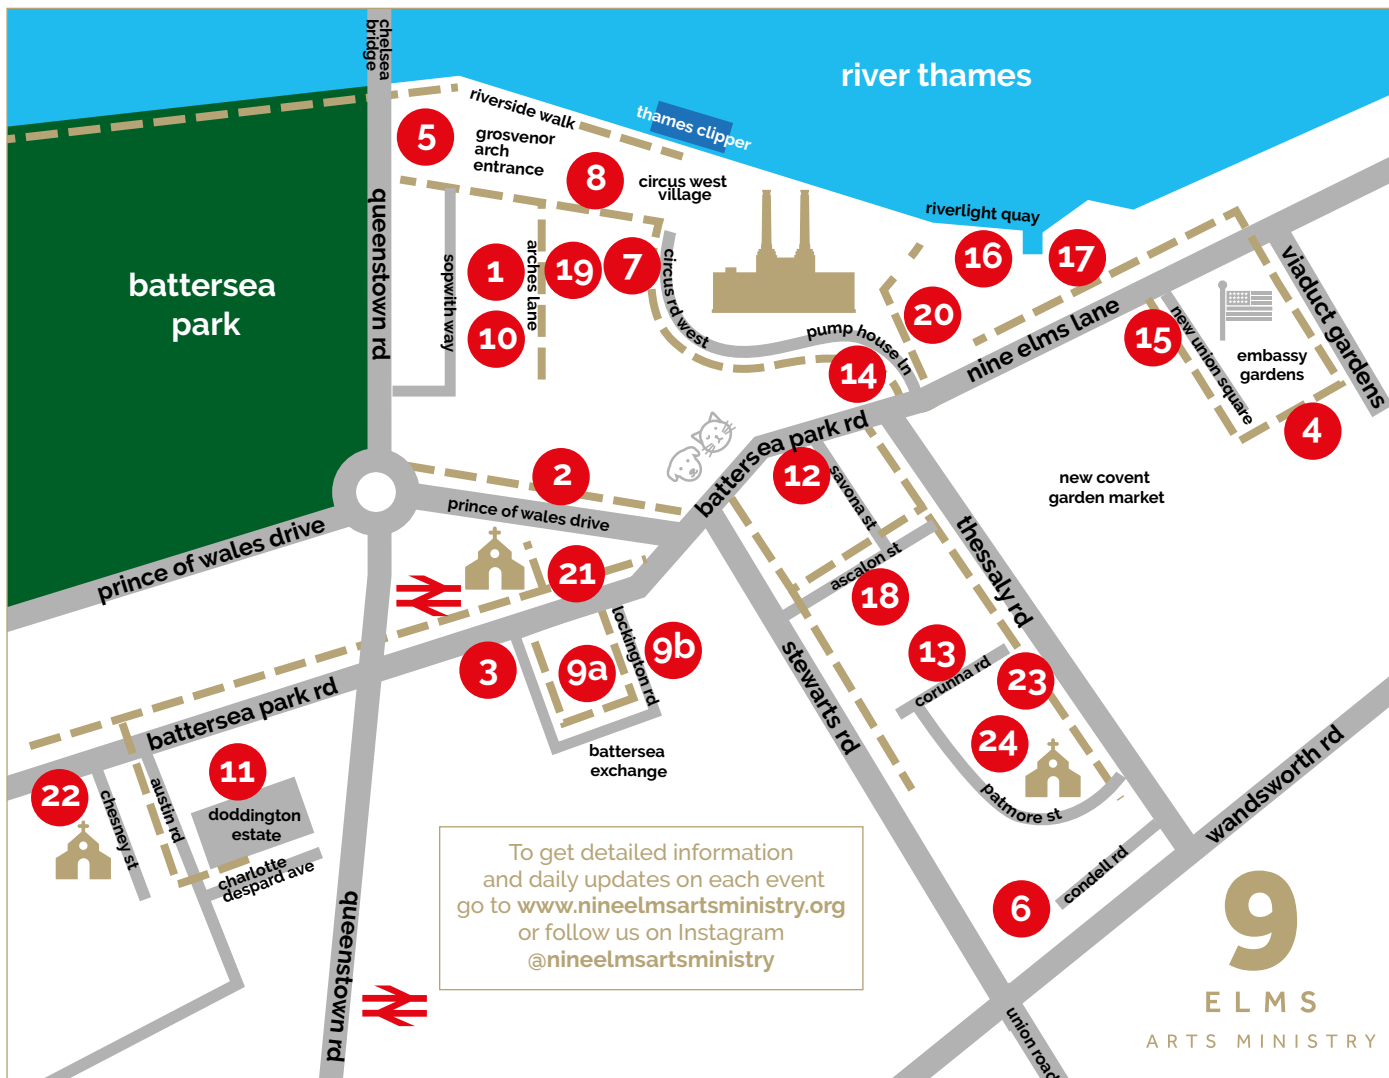 chelsea
bridge
river thames
riverside walk
thames clipper
5
grosvenor
arch
entrance
8
circus west
village
riverlight quay
queenstown rd
sopwith way
1
arches lane
19
7
circus rd west
16
17
battersea
park
10
20
pump house ln
14
nine elms lane
15
new union square
embassy
gardens
viaduct gardens
4
2
prince of wales drive
battersea park rd
12
savona st
new covent
garden market
prince of wales drive
21
ascalon st
18
thessaly rd
3
9a
lockington rd
9b
stewarts rd
13
corunna rd
23
battersea park rd
battersea
exchange
24
patmore st
22
chesney st
austin rd
11
doddington
estate
charlotte
despard ave
wandsworth rd
condell rd
6
queenstown rd
union road
To get detailed information
and daily updates on each event
go to www.nineelmsartsministry.org
or follow us on Instagram
@nineelmsartsministry
9
ELMS
ARTS MINISTRY